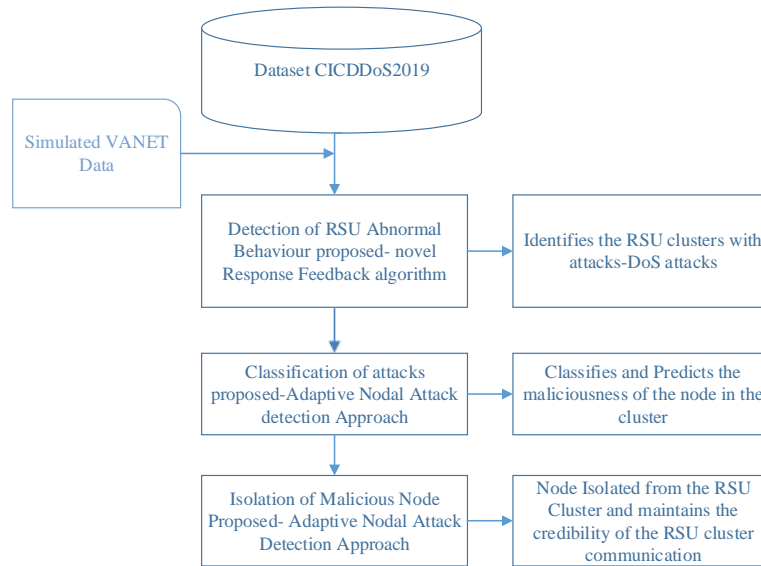 Dataset CICDDoS2019
Simulated VANET
Data
Detection of RSU Abnormal
Behaviour proposed- novel
Response Feedback algorithm
Identifies the RSU clusters with
attacks-DoS attacks
Classification of attacks
proposed-Adaptive Nodal Attack
detection Approach
Classifies and Predicts the
maliciousness of the node in the
cluster
Isolation of Malicious Node
Proposed- Adaptive Nodal Attack
Detection Approach
Node Isolated from the RSU
Cluster and maintains the
credibility of the RSU cluster
communication